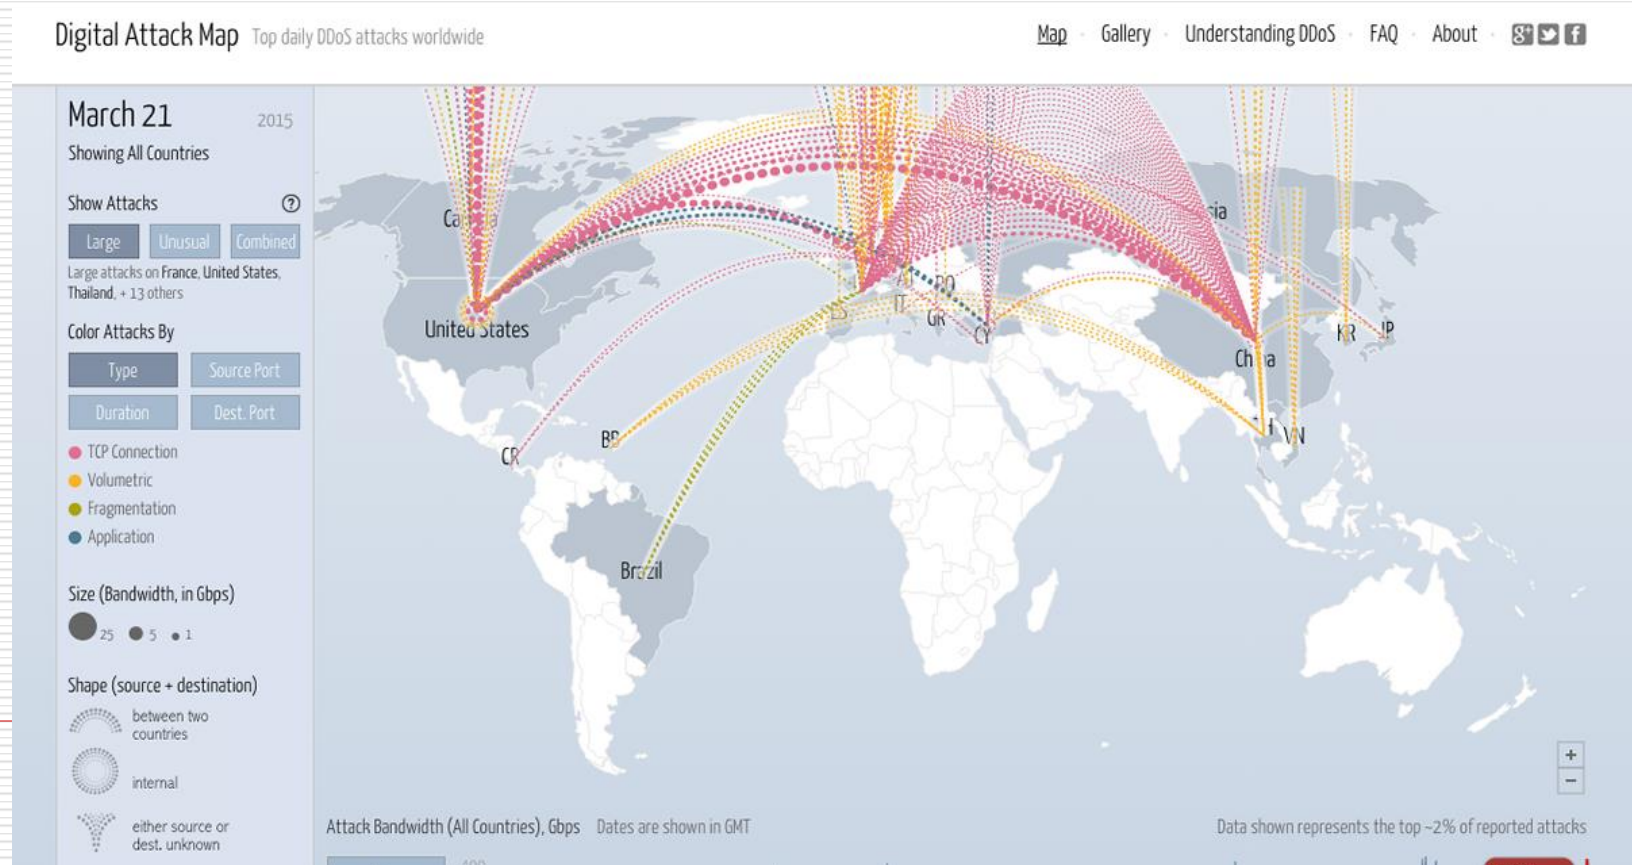 Digital Attack Map Top daily DDoS attacks worldwide
Map Gallery Understanding DDoS FAQ About
March 21 2015
Showing All Countries
Show Attacks ?
Large Unusual Combined
Large attacks on France, United States,
Thailand, + 13 others
Color Attacks By
Type Source Port
Duration Dest. Port
TCP Connection
Volumetric
Fragmentation
Application
Size (Bandwidth, in Gbps)
25 5 1
Shape (source + destination)
between two
countries
internal
either source or
dest. unknown
United States
CR
BB
Brazil
ES
IT
RO
GR
CY
China
KR
JP
VN
+
−
Attack Bandwidth (All Countries), Gbps Dates are shown in GMT
Data shown represents the top ~2% of reported attacks